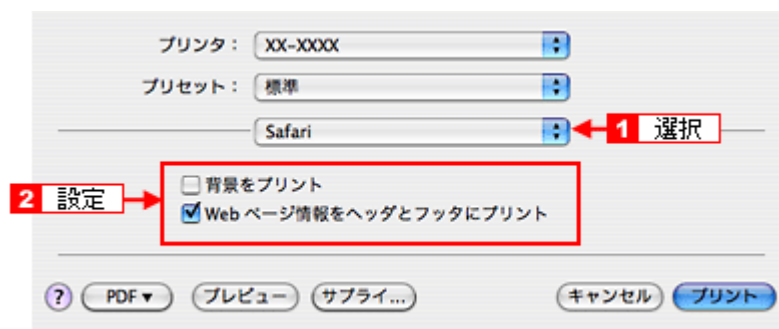 プリンタ： XX-XXXX
プリセット： 標準
Safari
1 選択
2 設定
背景をプリント
Web ページ情報をヘッダとフッタにプリント
? PDF▼ プレビュー サプライ... キャンセル プリント